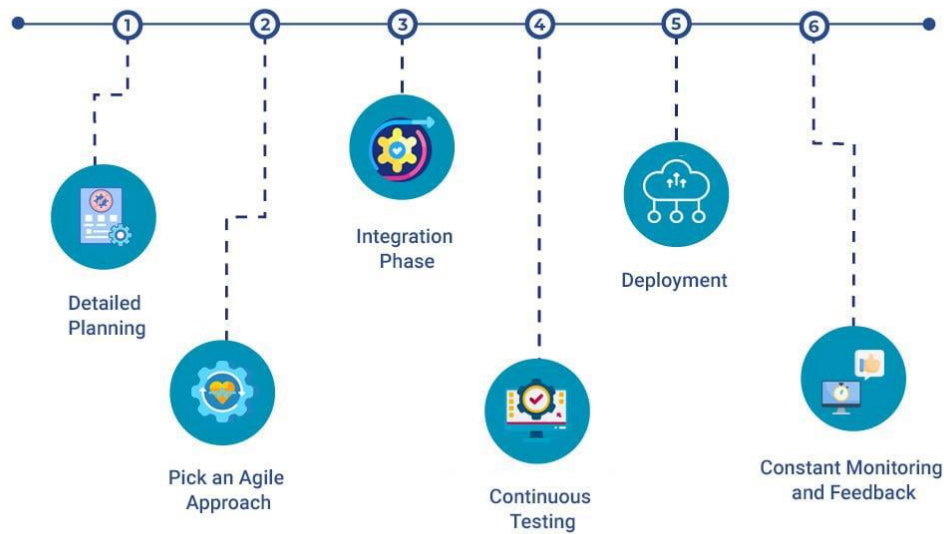 1
2
3
4
5
6
Detailed
Planning
Pick an Agile
Approach
Integration
Phase
Continuous
Testing
Deployment
Constant Monitoring
and Feedback